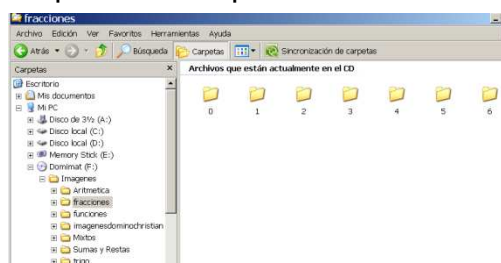 fracciones
Archivo Edición Ver Favoritos Herramientas Ayuda
Atrás Búsqueda Carpetas Sincronización de carpetas
Carpetas x Archivos que están actualmente en el CD
Escritorio
Mis documentos
Mi PC
Disco de 3½ (A:)
Disco local (C:)
Disco local (D:)
Memory Stick (E:)
Domimat (F:)
Imagenes
Aritmetica
fracciones
funciones
imagenesdominochristian
Mixtos
Sumas y Restas
trigo
0 1 2 3 4 5 6